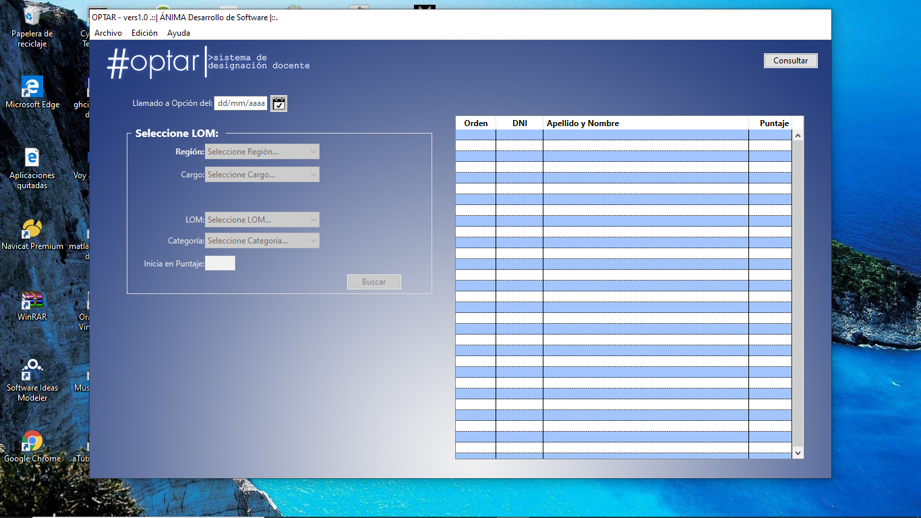 OPTAR - vers1.0 .::| ÁNIMA Desarrollo de Software |::.
Archivo Edición Ayuda
#optar
>sistema de
designación docente
Consultar
Llamado a Opción del: dd/mm/aaaa
Seleccione LOM:
Región: Seleccione Región...
Cargo: Seleccione Cargo...
LOM: Seleccione LOM...
Categoría: Seleccione Categoría...
Inicia en Puntaje:
Buscar
Orden DNI Apellido y Nombre Puntaje
Papelera de
reciclaje
Microsoft Edge
Aplicaciones
quitadas
Navicat Premium
WinRAR
Software Ideas
Modeler
Google Chrome